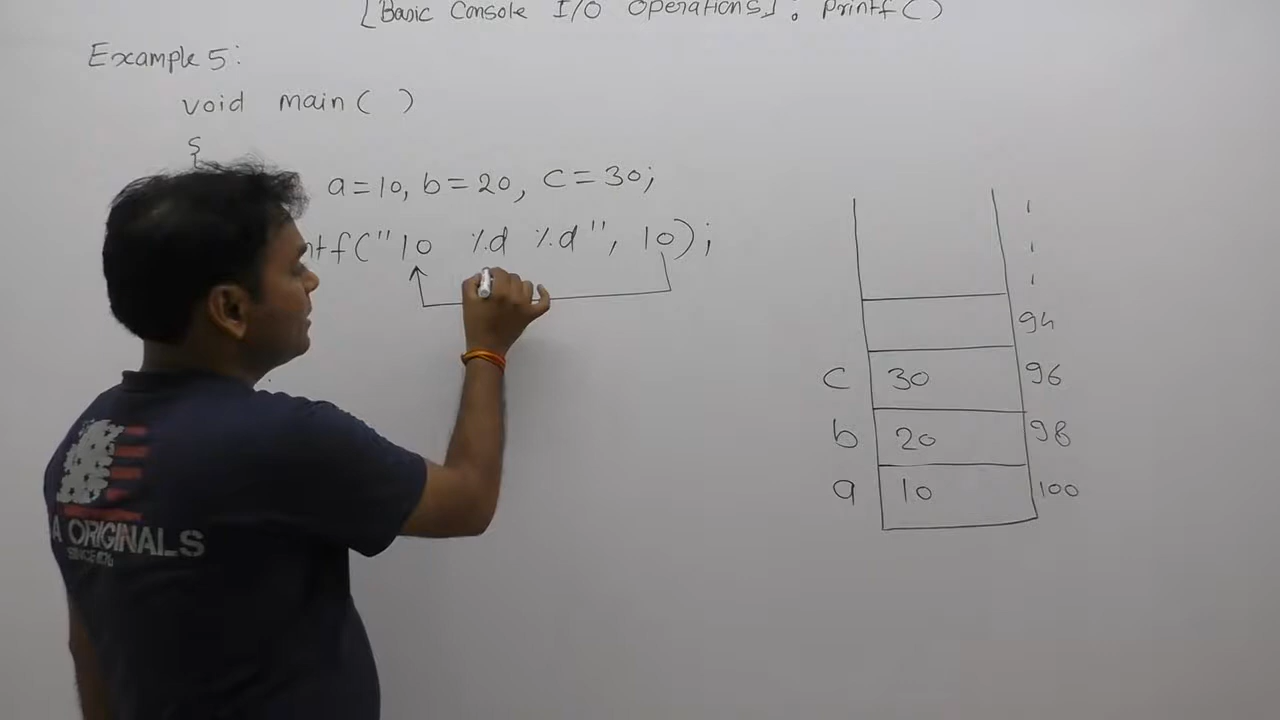 [Basic Console I/O Operations] : Printf ( )
Example 5:
void main ( )
{
a=10, b=20, c=30;
ntf("10 %d %d", 10);
94
c 30 96
b 20 98
a 10 100
A ORIGINALS